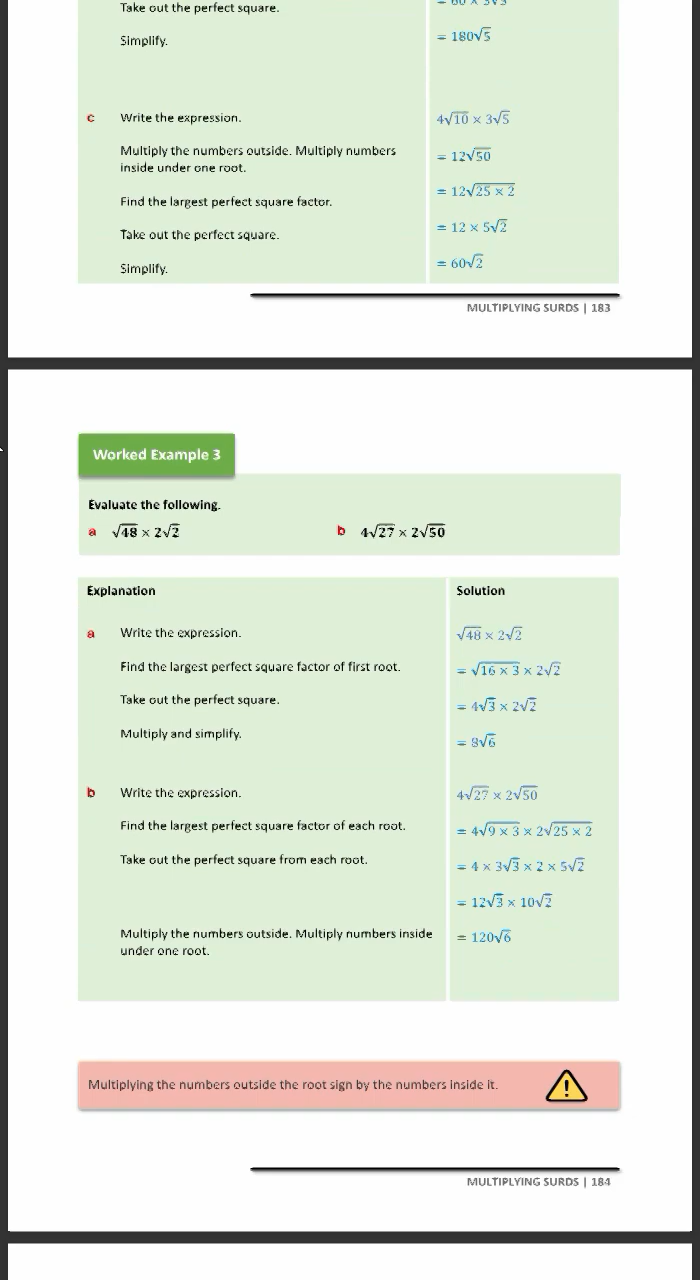 Take out the perfect square.
= 60 × 3√5
Simplify.
= 180√5
c Write the expression.
4√10 × 3√5
Multiply the numbers outside. Multiply numbers
inside under one root.
= 12√50
Find the largest perfect square factor.
= 12√25 × 2
Take out the perfect square.
= 12 × 5√2
Simplify.
= 60√2
MULTIPLYING SURDS | 183
Worked Example 3
Evaluate the following.
a √48 × 2√2 b 4√27 × 2√50
Explanation Solution
a Write the expression.
√48 × 2√2
Find the largest perfect square factor of first root.
= √16 × 3 × 2√2
Take out the perfect square.
= 4√3 × 2√2
Multiply and simplify.
= 8√6
b Write the expression.
4√27 × 2√50
Find the largest perfect square factor of each root.
= 4√9 × 3 × 2√25 × 2
Take out the perfect square from each root.
= 4 × 3√3 × 2 × 5√2
= 12√3 × 10√2
Multiply the numbers outside. Multiply numbers inside
under one root.
= 120√6
Multiplying the numbers outside the root sign by the numbers inside it.
MULTIPLYING SURDS | 184